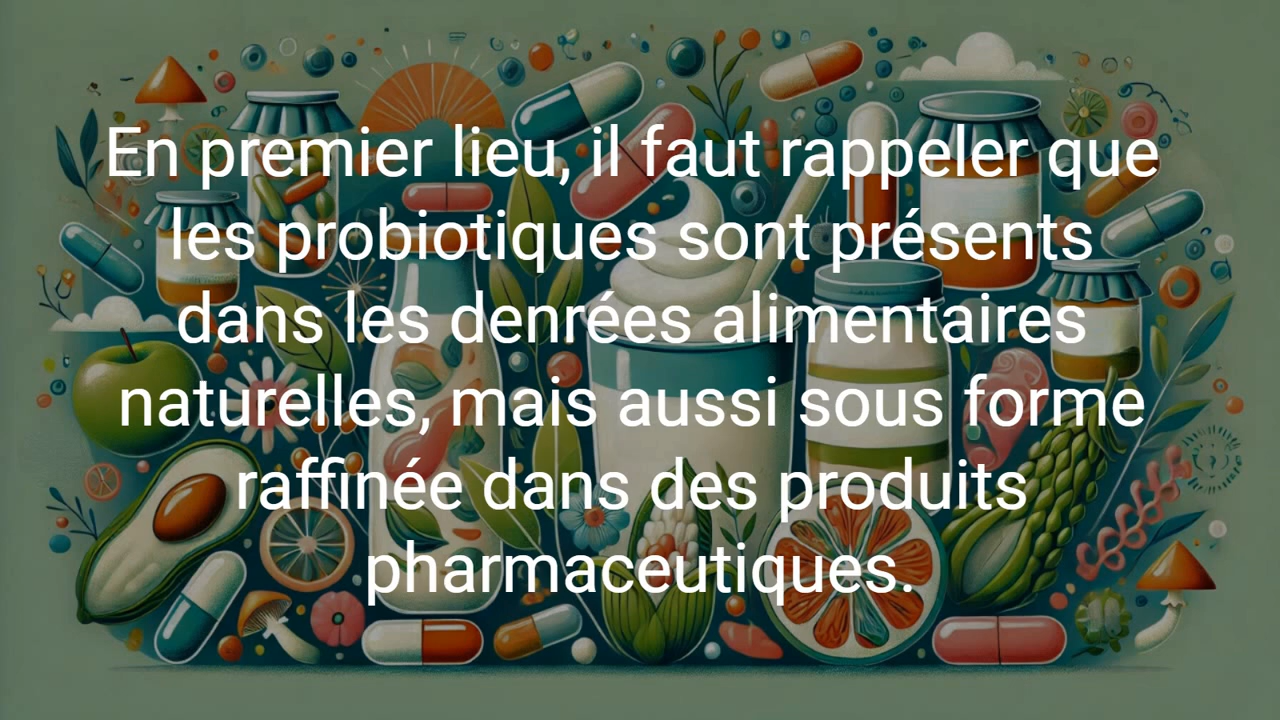 En premier lieu, il faut rappeler que
les probiotiques sont présents
dans les denrées alimentaires
naturelles, mais aussi sous forme
raffinée dans des produits
pharmaceutiques.